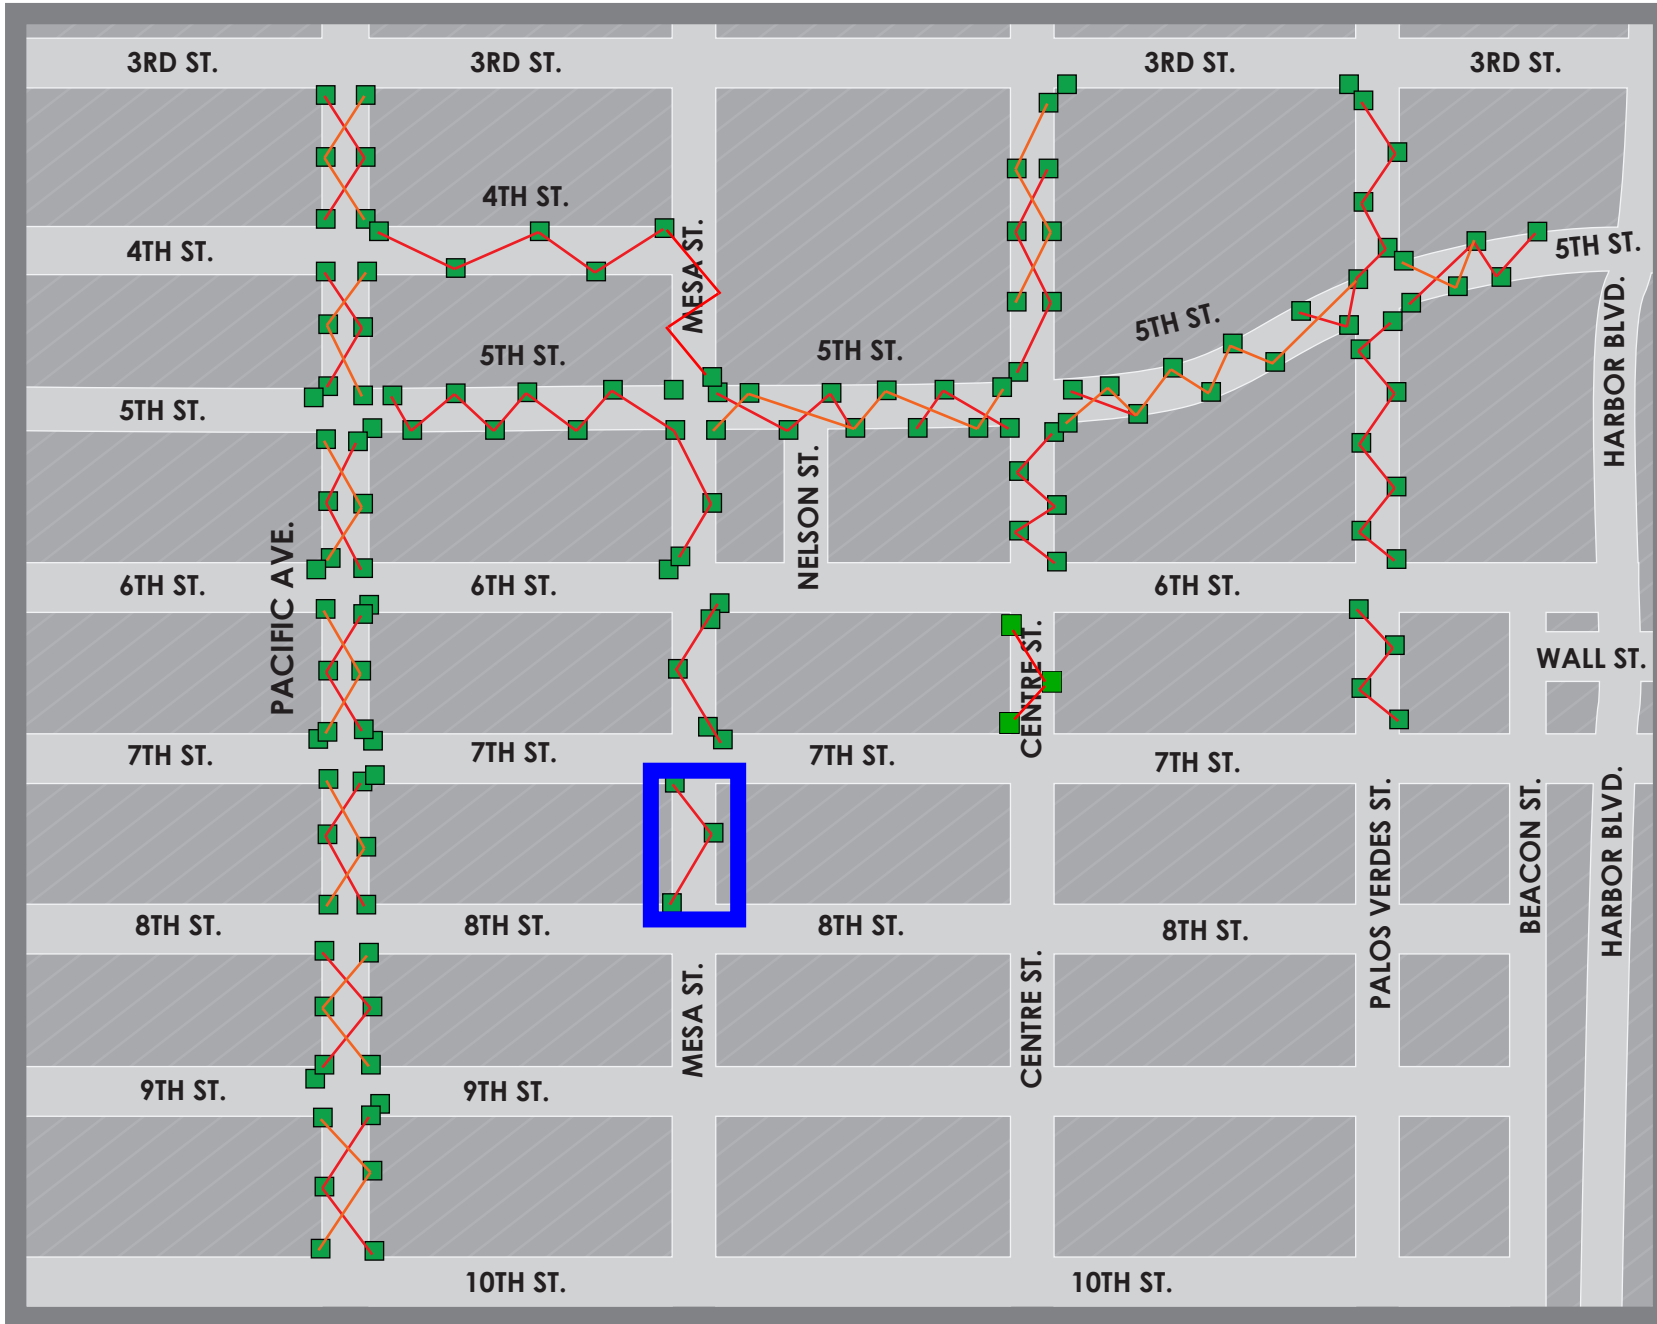 3RD ST.
3RD ST.
3RD ST.
3RD ST.
4TH ST.
4TH ST.
MESA ST.
5TH ST.
5TH ST.
5TH ST.
5TH ST.
5TH ST.
HARBOR BLVD.
NELSON ST.
PACIFIC AVE.
6TH ST.
6TH ST.
6TH ST.
CENTRE ST.
WALL ST.
7TH ST.
7TH ST.
7TH ST.
7TH ST.
PALOS VERDES ST.
BEACON ST.
HARBOR BLVD.
8TH ST.
8TH ST.
8TH ST.
8TH ST.
MESA ST.
CENTRE ST.
9TH ST.
9TH ST.
10TH ST.
10TH ST.